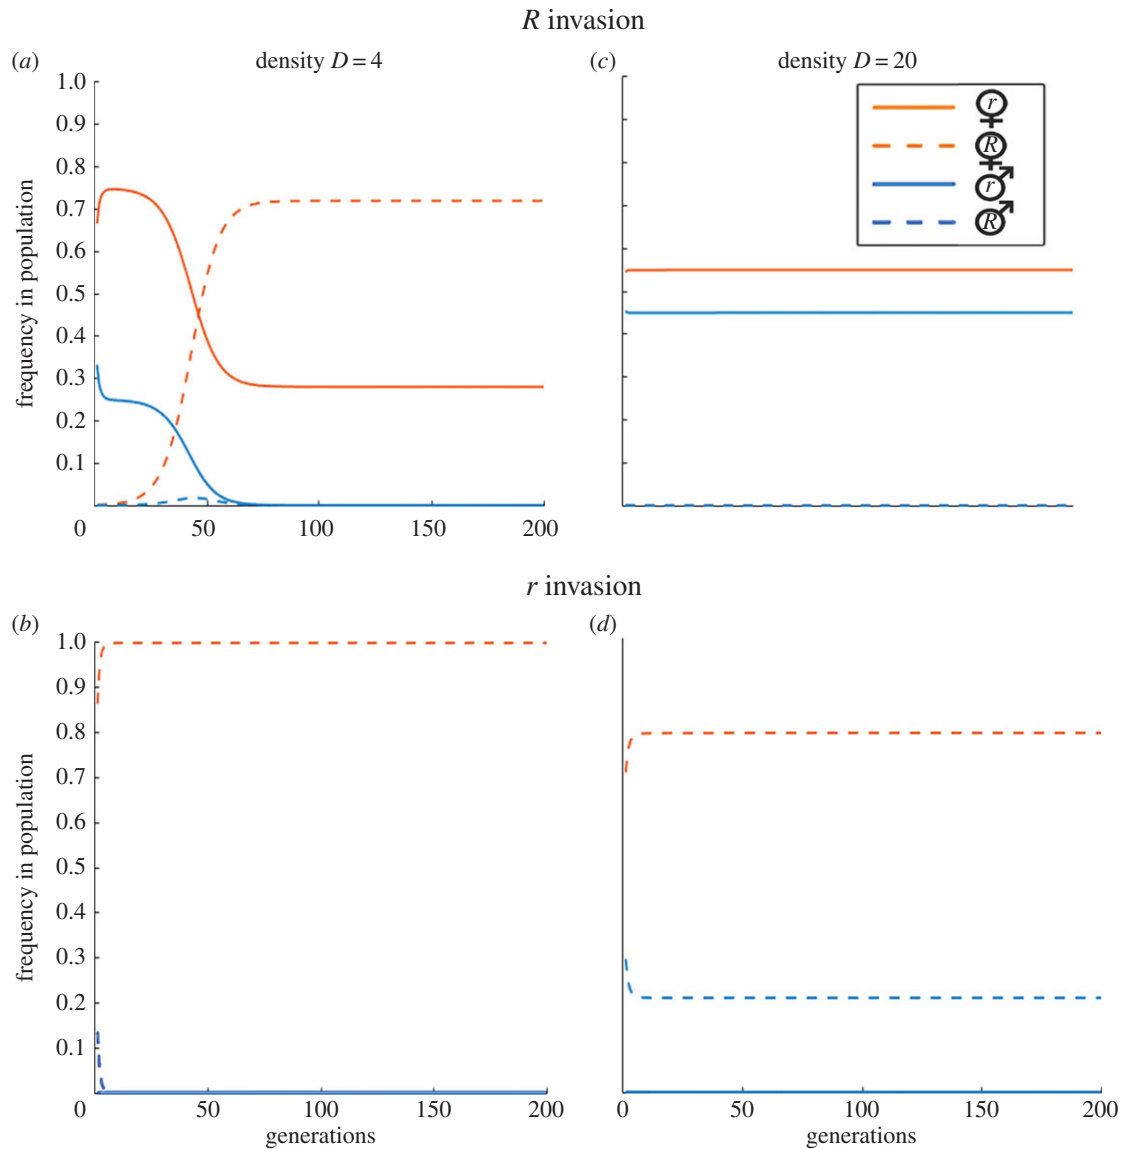 R invasion
(a)
density D = 4
(c)
density D = 20
1.0
0.9
0.8
0.7
0.6
0.5
0.4
0.3
0.2
0.1
frequency in population
r
R
r
R
0
50
100
150
200
r invasion
(b)
(d)
1.0
0.9
0.8
0.7
0.6
0.5
0.4
0.3
0.2
0.1
frequency in population
0
50
100
150
200
generations
0
50
100
150
200
generations